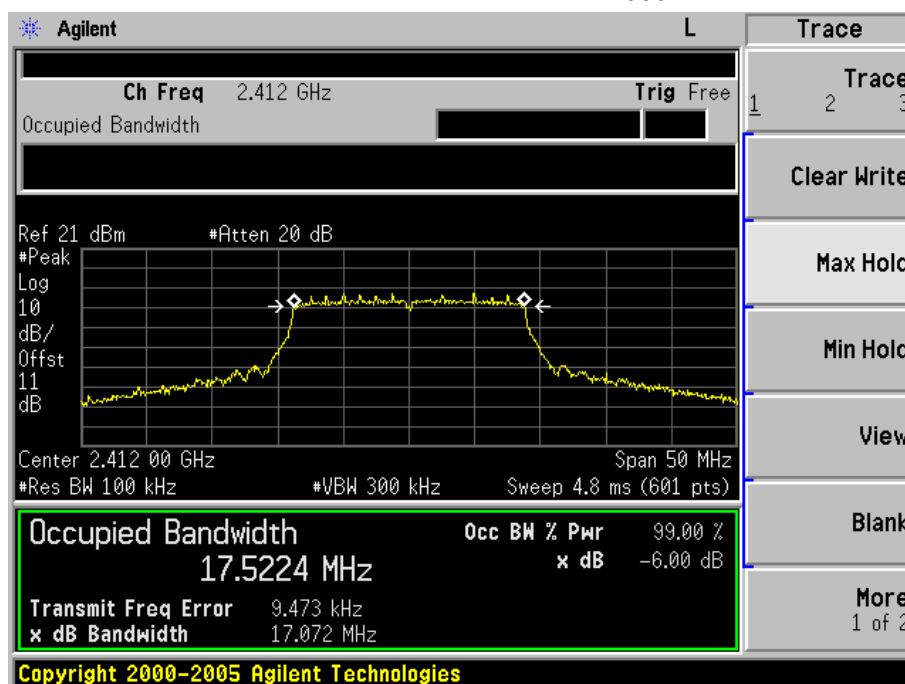 Agilent L Trace
Ch Freq 2.412 GHz Trig Free
Occupied Bandwidth
Trace
1 2
Clear Write
Max Hold
Min Hold
View
Blank
More
1 of 2
Ref 21 dBm #Atten 20 dB
#Peak
Log
10
dB/
Offst
11
dB
Center 2.412 00 GHz Span 50 MHz
#Res BW 100 kHz #VBW 300 kHz Sweep 4.8 ms (601 pts)
Occupied Bandwidth Occ BW % Pwr 99.00 %
17.5224 MHz x dB -6.00 dB
Transmit Freq Error 9.473 kHz
x dB Bandwidth 17.072 MHz
Copyright 2000-2005 Agilent Technologies